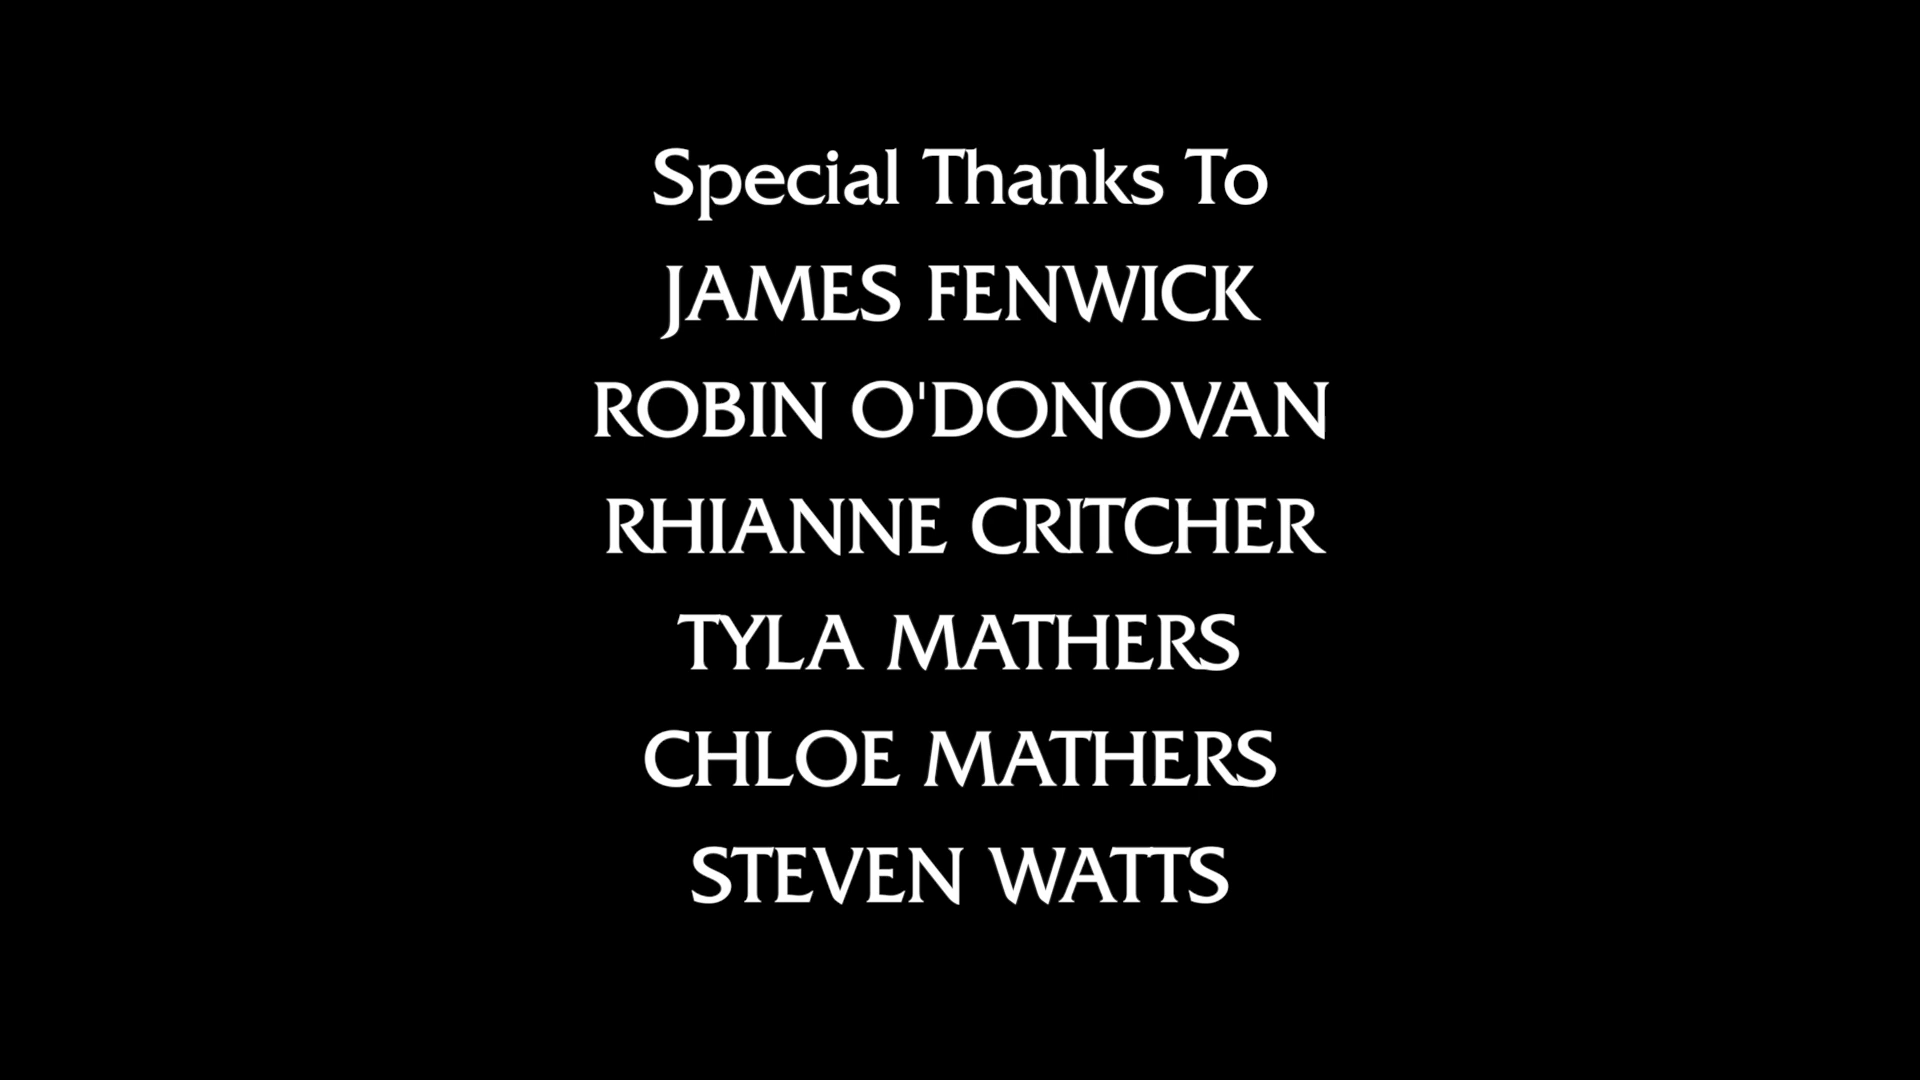 Special Thanks To
JAMES FENWICK
ROBIN O'DONOVAN
RHIANNE CRITCHER
TYLA MATHERS
CHLOE MATHERS
STEVEN WATTS